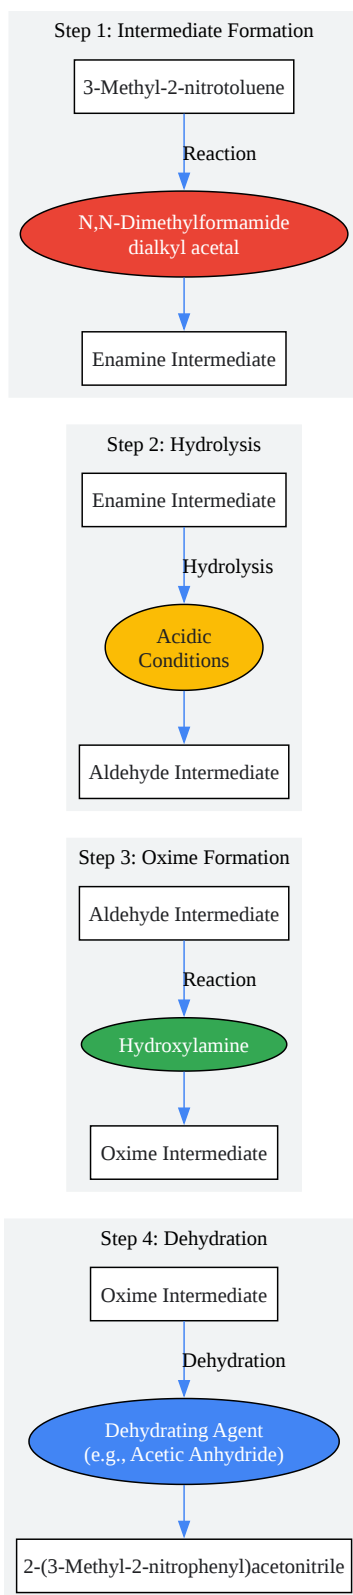 Step 1: Intermediate Formation
3-Methyl-2-nitrotoluene
Reaction
N,N-Dimethylformamide
dialkyl acetal
Enamine Intermediate
Step 2: Hydrolysis
Enamine Intermediate
Hydrolysis
Acidic
Conditions
Aldehyde Intermediate
Step 3: Oxime Formation
Aldehyde Intermediate
Reaction
Hydroxylamine
Oxime Intermediate
Step 4: Dehydration
Oxime Intermediate
Dehydration
Dehydrating Agent
(e.g., Acetic Anhydride)
2-(3-Methyl-2-nitrophenyl)acetonitrile